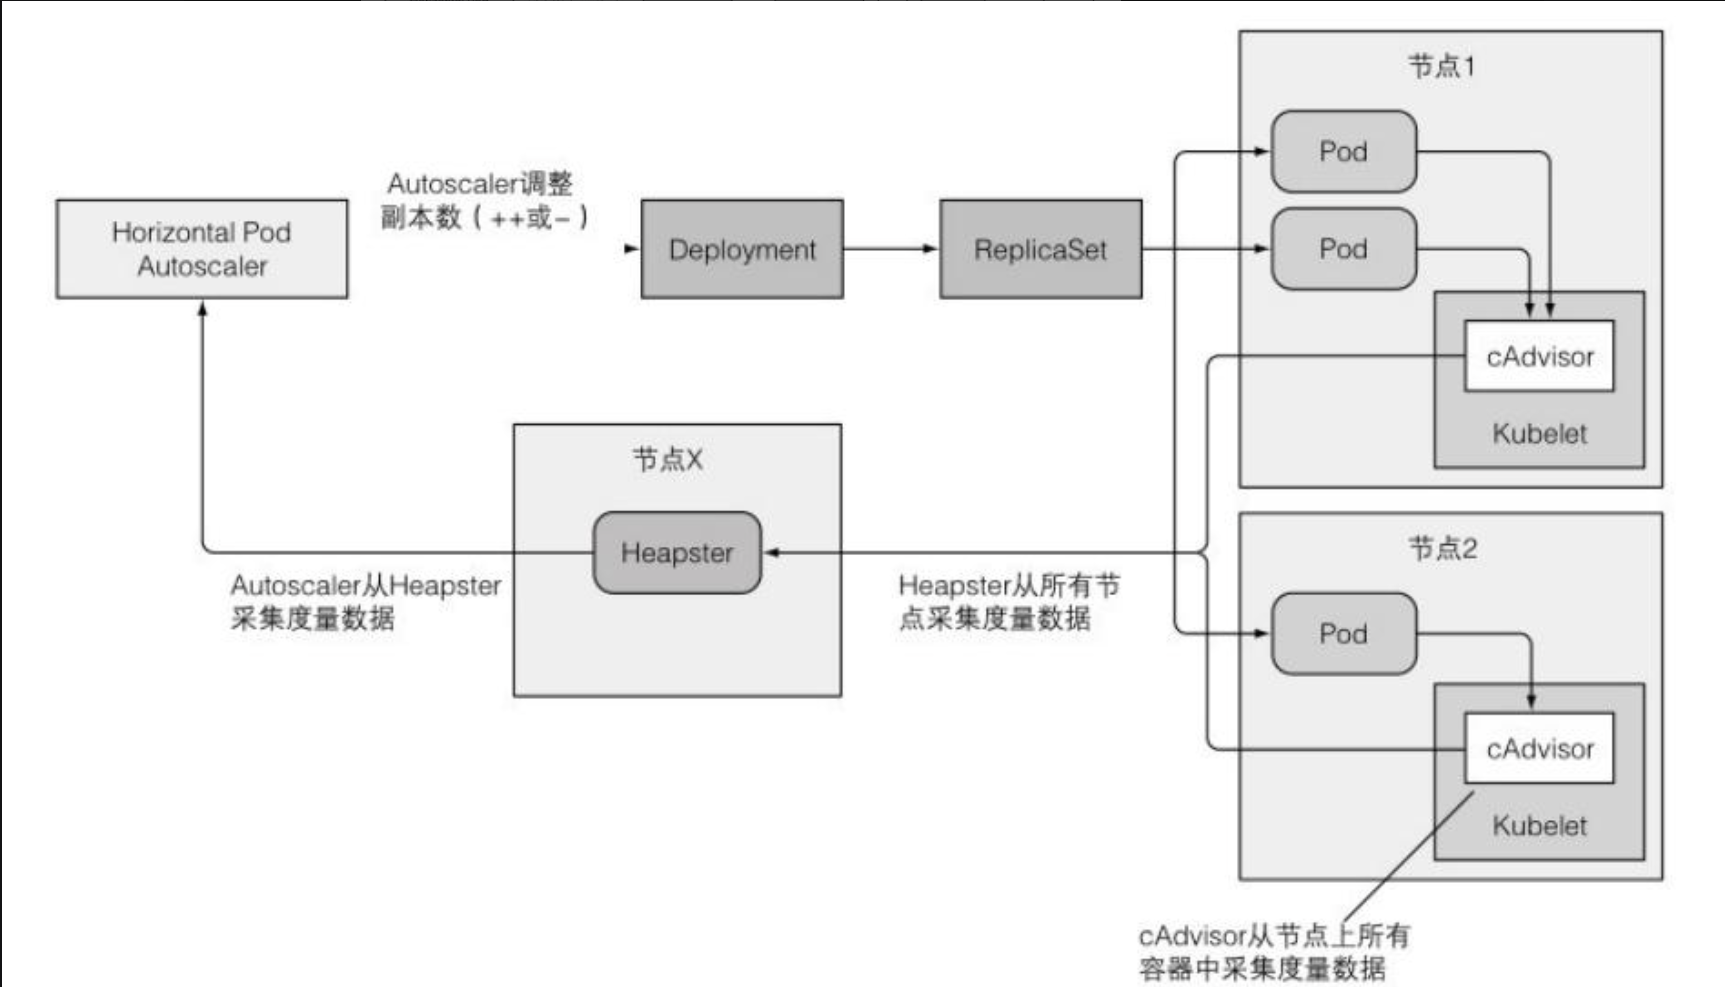 节点1
Pod
Autoscaler调整
副本数（++或-）
Horizontal Pod
Autoscaler
Deployment
ReplicaSet
Pod
cAdvisor
Kubelet
节点X
Heapster
Autoscaler从Heapster
采集度量数据
Heapster从所有节
点采集度量数据
节点2
Pod
cAdvisor
Kubelet
cAdvisor从节点上所有
容器中采集度量数据